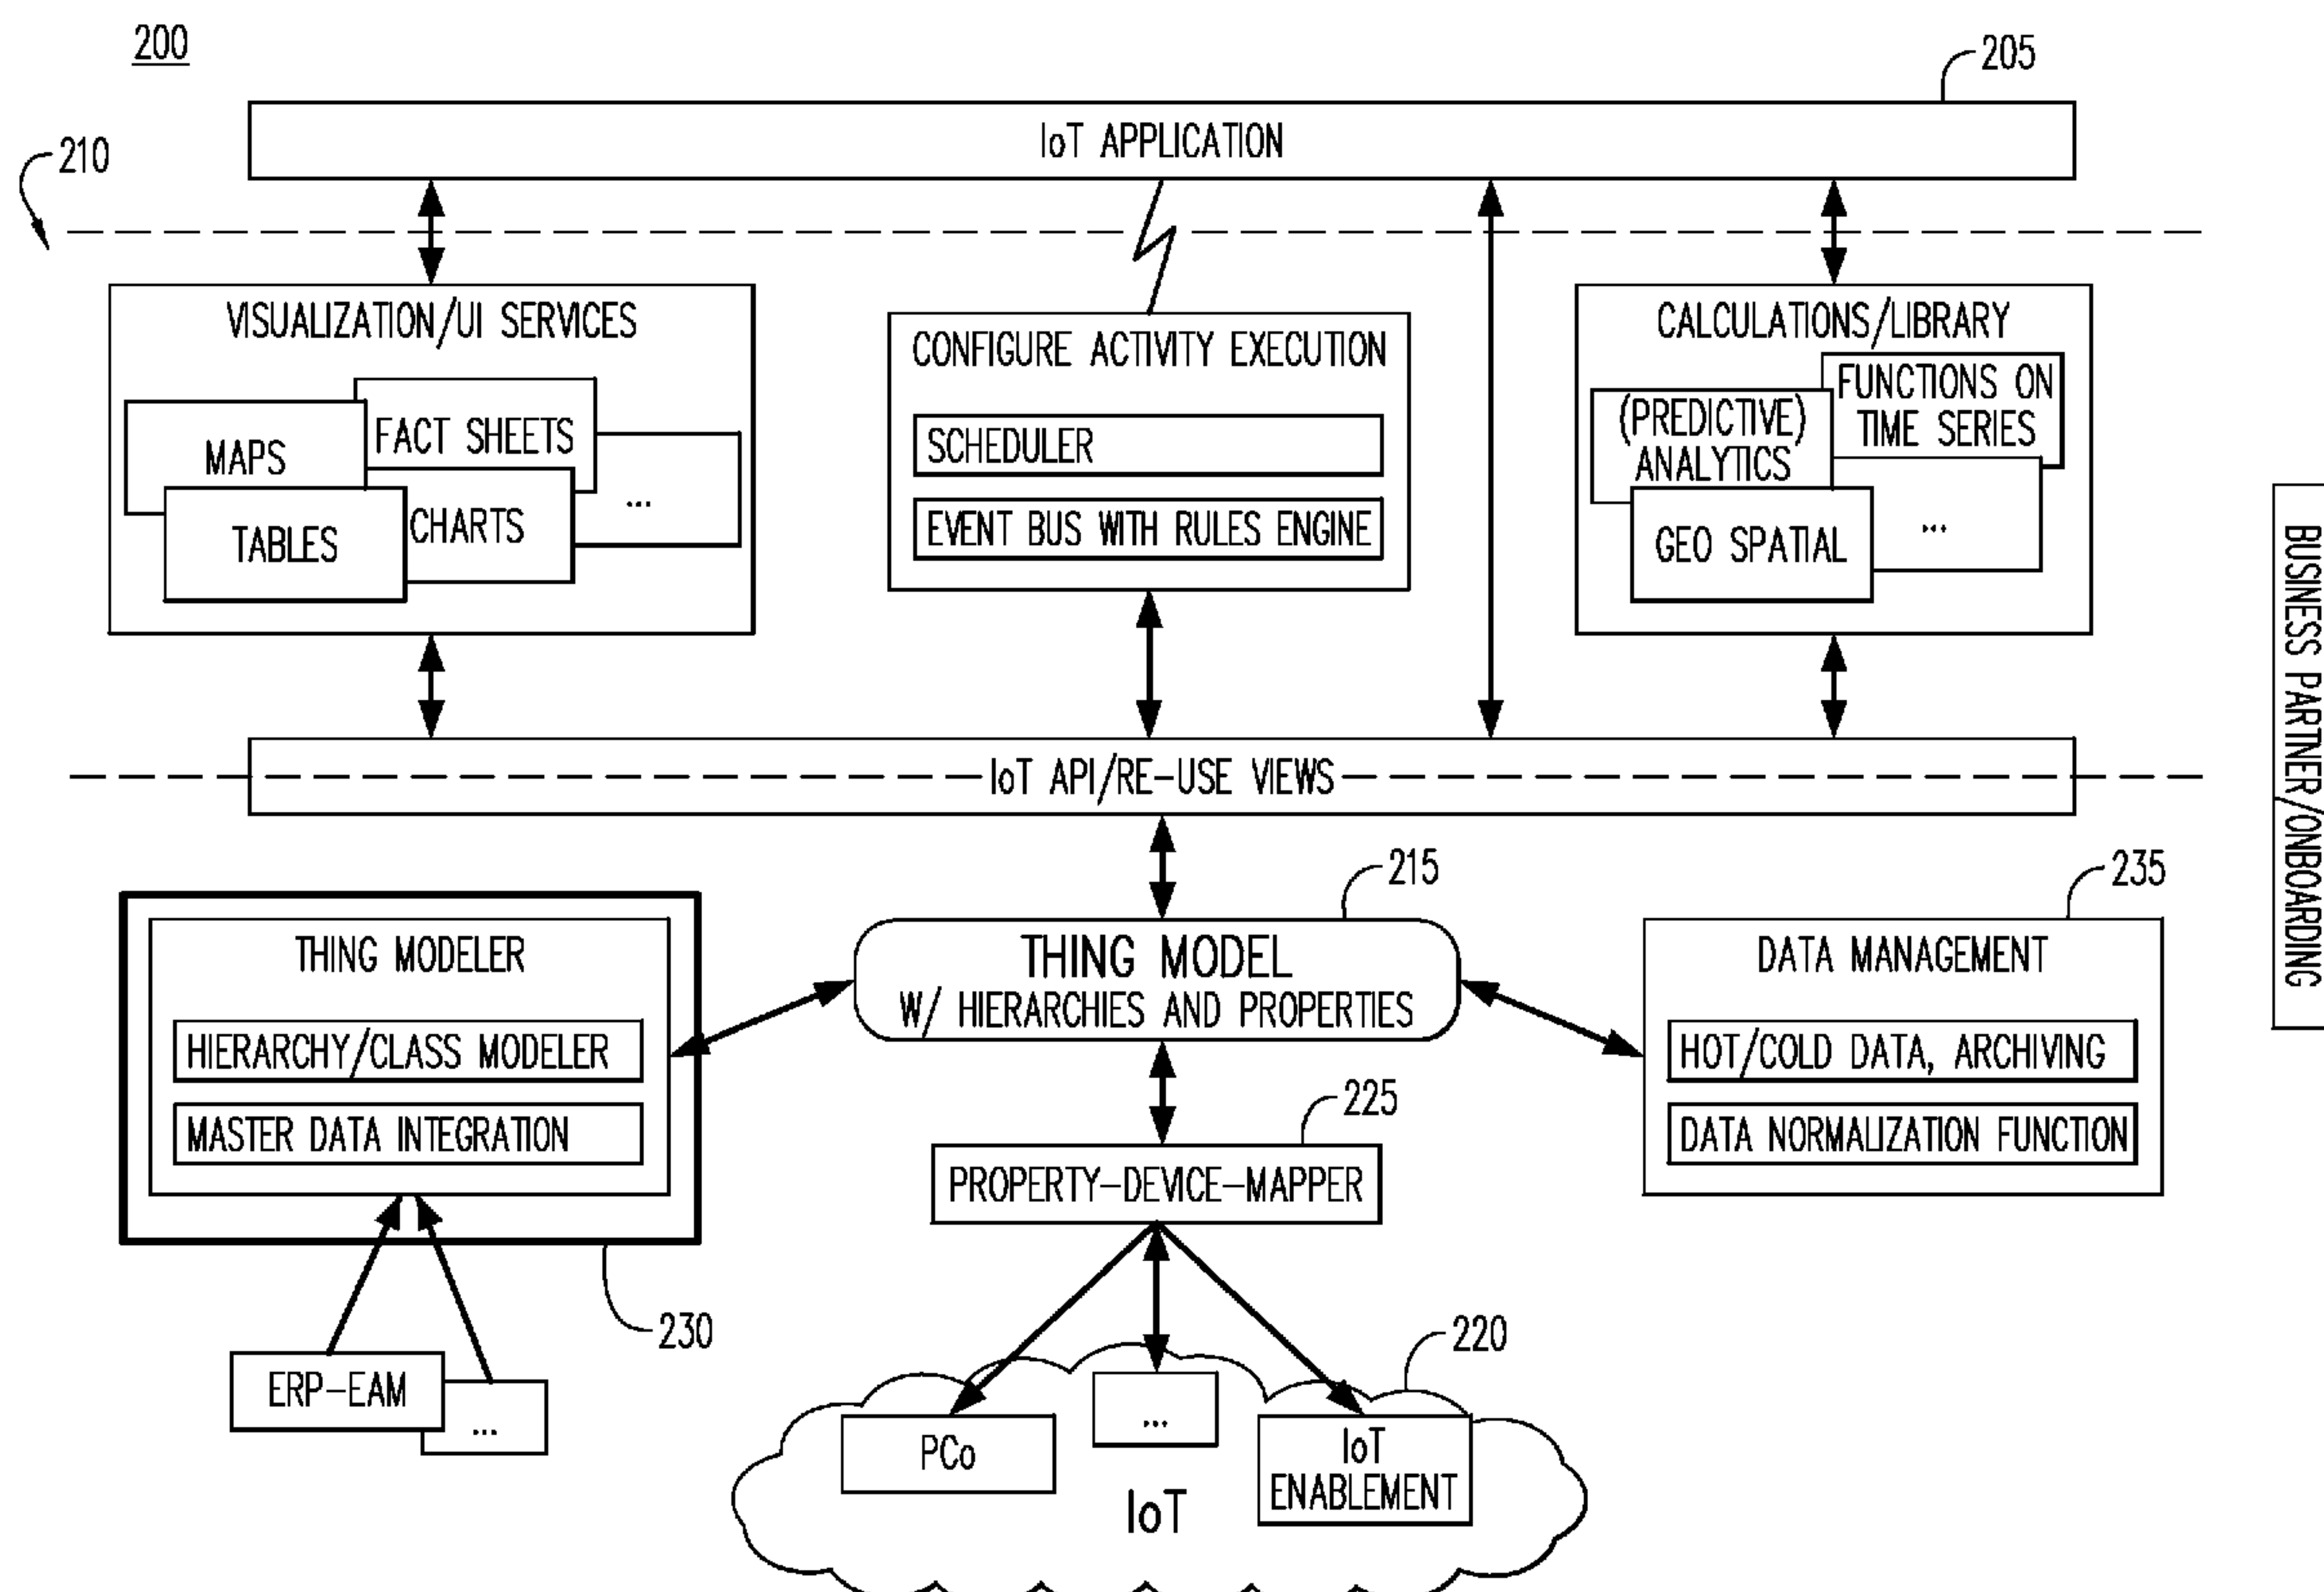 200
205
IoT APPLICATION
210
VISUALIZATION/UI SERVICES
MAPS
FACT SHEETS
TABLES
CHARTS
...
CONFIGURE ACTIVITY EXECUTION
SCHEDULER
EVENT BUS WITH RULES ENGINE
CALCULATIONS/LIBRARY
FUNCTIONS ON
TIME SERIES
(PREDICTIVE)
ANALYTICS
GEO SPATIAL
...
BUSINESS PARTNER/ONBOARDING
IoT API/RE-USE VIEWS
THING MODELER
HIERARCHY/CLASS MODELER
MASTER DATA INTEGRATION
230
ERP-EAM
...
215
THING MODEL
W/ HIERARCHIES AND PROPERTIES
235
DATA MANAGEMENT
HOT/COLD DATA, ARCHIVING
DATA NORMALIZATION FUNCTION
225
PROPERTY-DEVICE-MAPPER
220
PCo
...
IoT
ENABLEMENT
IoT